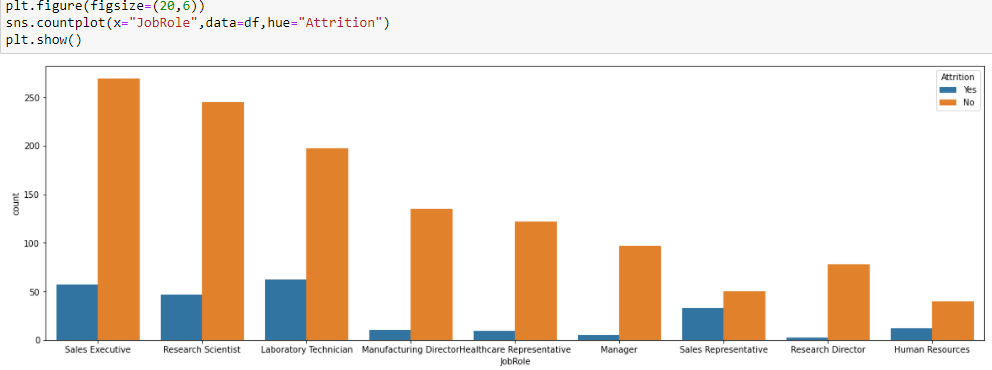 plt.figure(figsize=(20,6))
sns.countplot(x="JobRole",data=df,hue="Attrition")
plt.show()
Attrition
Yes
No
250
200
150
100
50
0
count
Sales Executive Research Scientist Laboratory Technician Manufacturing Director Healthcare Representative Manager Sales Representative Research Director Human Resources
JobRole